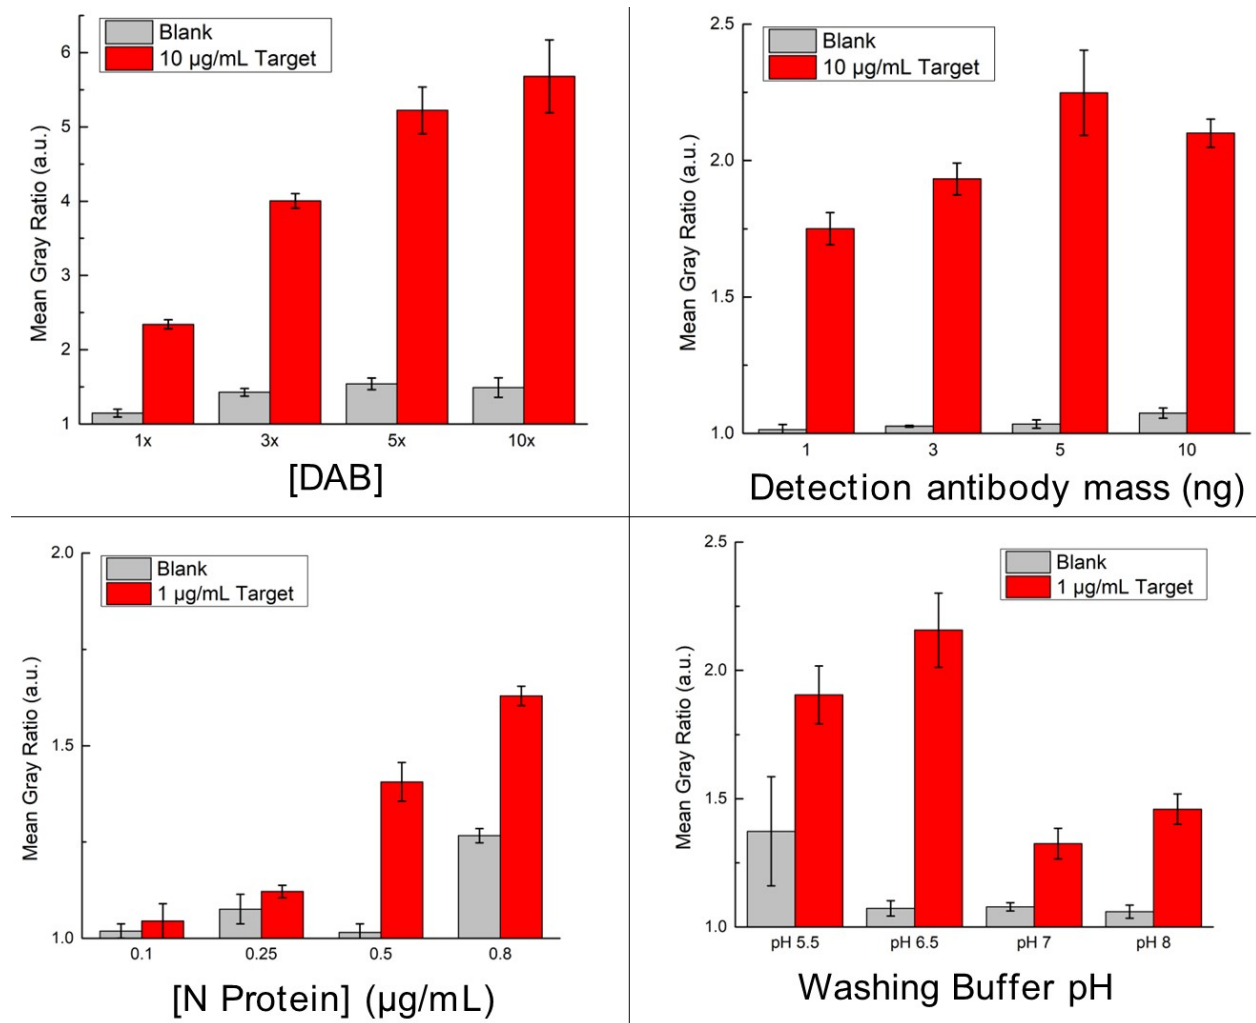 Blank
10 µg/mL Target
6
5
4
3
2
1
Mean Gray Ratio (a.u.)
1x 3x 5x 10x
[DAB]
Blank
10 µg/mL Target
2.5
2.0
1.5
1.0
Mean Gray Ratio (a.u.)
1 3 5 10
Detection antibody mass (ng)
Blank
1 µg/mL Target
2.0
1.5
1.0
Mean Gray Ratio (a.u.)
0.1 0.25 0.5 0.8
[N Protein] (µg/mL)
Blank
1 µg/mL Target
2.5
2.0
1.5
1.0
Mean Gray Ratio (a.u.)
pH 5.5 pH 6.5 pH 7 pH 8
Washing Buffer pH